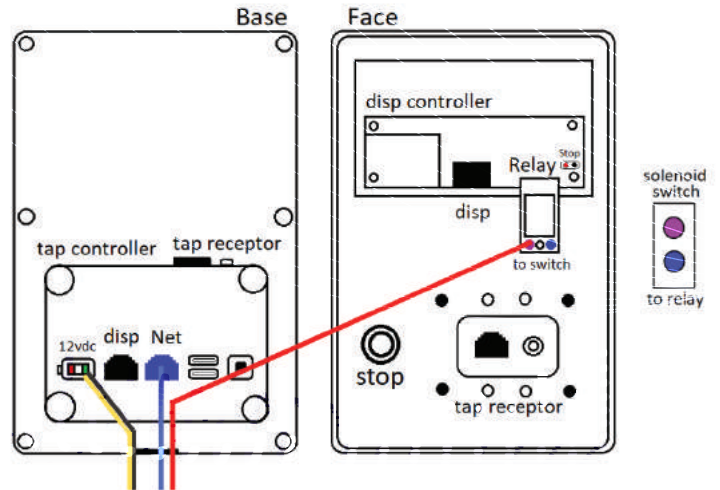 Base
Face
disp controller
Stop
Relay
disp
to switch
solenoid
switch
to relay
tap controller
tap receptor
12vdc
disp
Net
stop
tap receptor